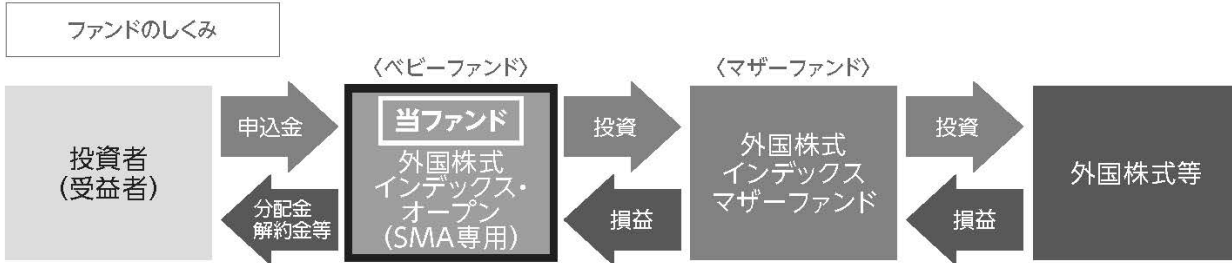 ファンドのしくみ
〈ベビーファンド〉
〈マザーファンド〉
投資者
(受益者)
申込金
分配金
解約金等
当ファンド
外国株式
インデックス・
オープン
(SMA専用)
投資
損益
外国株式
インデックス
マザーファンド
投資
損益
外国株式等